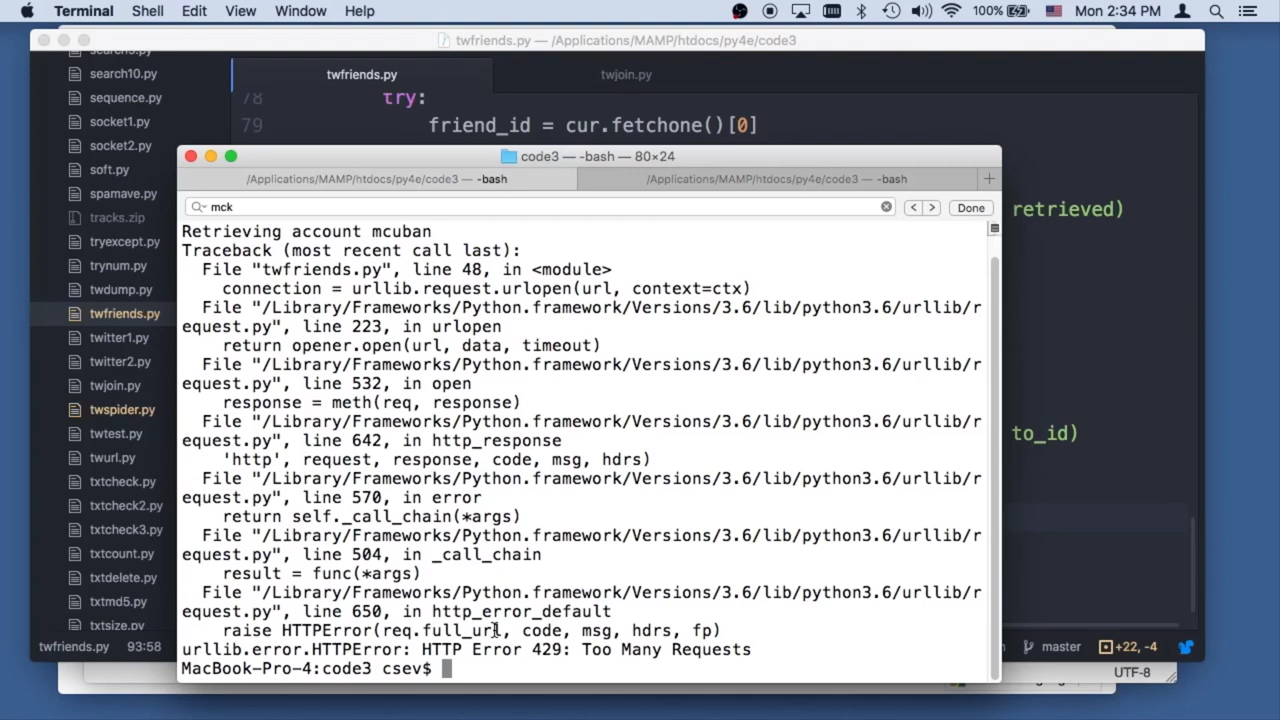 Terminal Shell Edit View Window Help 100% Mon 2:34 PM
twfriends.py — /Applications/MAMP/htdocs/py4e/code3
search10.py
sequence.py
socket1.py
socket2.py
soft.py
spamave.py
tracks.zip
tryexcept.py
trynum.py
twdump.py
twfriends.py
twitter1.py
twitter2.py
twjoin.py
twspider.py
twtest.py
twurl.py
txtcheck.py
txtcheck2.py
txtcheck3.py
txtcount.py
txtdelete.py
txtmd5.py
txtsize.py
twfriends.py twjoin.py
78 try:
79 friend_id = cur.fetchone()[0]
retrieved)
to_id)
code3 — -bash — 80×24
/Applications/MAMP/htdocs/py4e/code3 — -bash /Applications/MAMP/htdocs/py4e/code3 — -bash
mck Done
Retrieving account mcuban
Traceback (most recent call last):
File "twfriends.py", line 48, in <module>
connection = urllib.request.urlopen(url, context=ctx)
File "/Library/Frameworks/Python.framework/Versions/3.6/lib/python3.6/urllib/r
equest.py", line 223, in urlopen
return opener.open(url, data, timeout)
File "/Library/Frameworks/Python.framework/Versions/3.6/lib/python3.6/urllib/r
equest.py", line 532, in open
response = meth(req, response)
File "/Library/Frameworks/Python.framework/Versions/3.6/lib/python3.6/urllib/r
equest.py", line 642, in http_response
'http', request, response, code, msg, hdrs)
File "/Library/Frameworks/Python.framework/Versions/3.6/lib/python3.6/urllib/r
equest.py", line 570, in error
return self._call_chain(*args)
File "/Library/Frameworks/Python.framework/Versions/3.6/lib/python3.6/urllib/r
equest.py", line 504, in _call_chain
result = func(*args)
File "/Library/Frameworks/Python.framework/Versions/3.6/lib/python3.6/urllib/r
equest.py", line 650, in http_error_default
raise HTTPError(req.full_url, code, msg, hdrs, fp)
urllib.error.HTTPError: HTTP Error 429: Too Many Requests
MacBook-Pro-4:code3 csev$
twfriends.py 93:58 master +22, -4
UTF-8